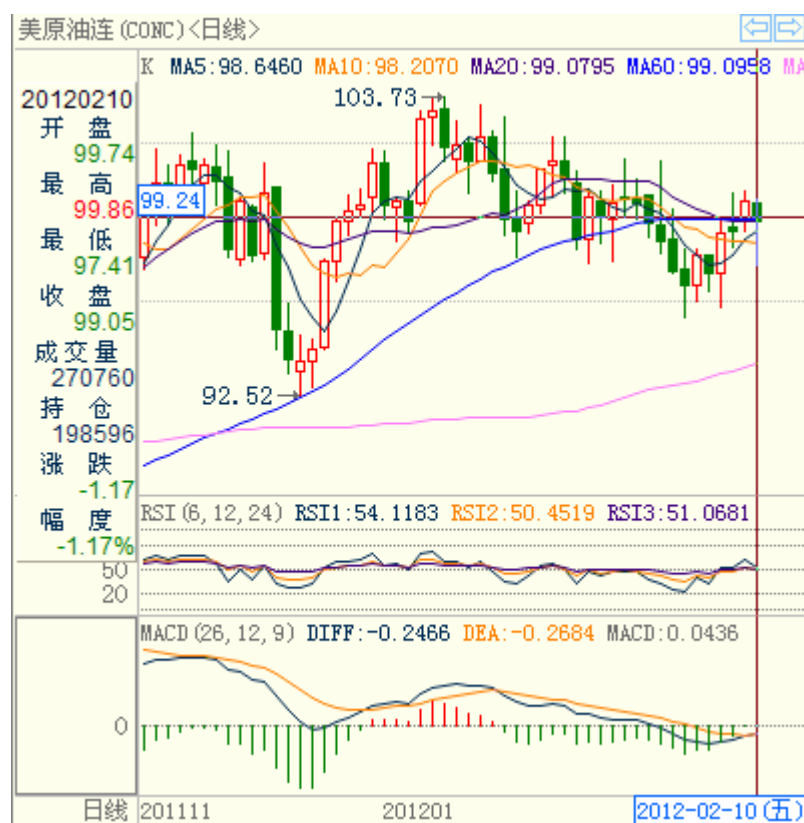 美原油连(CONC)<日线>
K MA5:98.6460 MA10:98.2070 MA20:99.0795 MA60:99.0958 MA
20120210
开 盘
99.74
最 高
99.86
最 低
97.41
收 盘
99.05
成交量
270760
持 仓
198596
涨 跌
-1.17
幅 度
-1.17%
103.73
99.24
92.52
RSI(6,12,24) RSI1:54.1183 RSI2:50.4519 RSI3:51.0681
50
20
MACD(26,12,9) DIFF:-0.2466 DEA:-0.2684 MACD:0.0436
0
日线 201111 201201 2012-02-10(五)